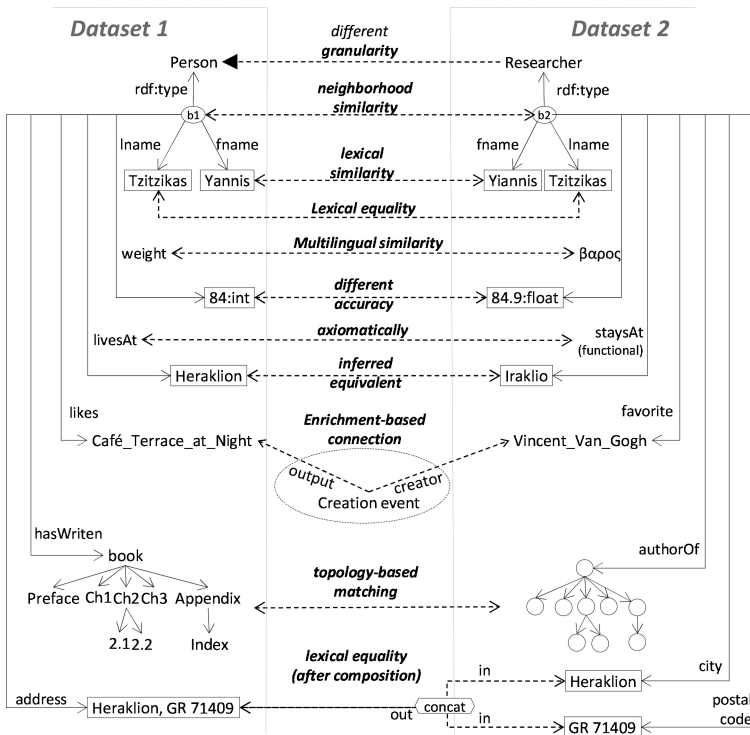 Dataset 1
Dataset 2
different
granularity
Person
Researcher
rdf:type
rdf:type
neighborhood
similarity
b1
b2
lname
fname
fname
lname
lexical
similarity
Tzitzikas
Yannis
Yiannis
Tzitzikas
Lexical equality
Multilingual similarity
weight
βαρος
different
accuracy
84:int
84.9:float
axiomatically
livesAt
staysAt
(functional)
inferred
equivalent
Heraklion
Iraklio
likes
favorite
Enrichment-based
connection
Café_Terrace_at_Night
Vincent_Van_Gogh
output
creator
Creation event
hasWriten
authorOf
book
topology-based
matching
Preface Ch1 Ch2 Ch3 Appendix
2.1 2.2
Index
lexical equality
(after composition)
in
Heraklion
city
address
Heraklion, GR 71409
out
concat
in
GR 71409
postal
code